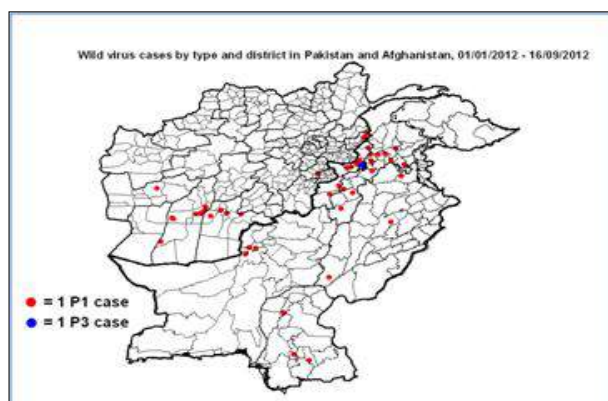 Wild virus cases by type and district in Pakistan and Afghanistan, 01/01/2012 - 16/09/2012
= 1 P1 case
= 1 P3 case